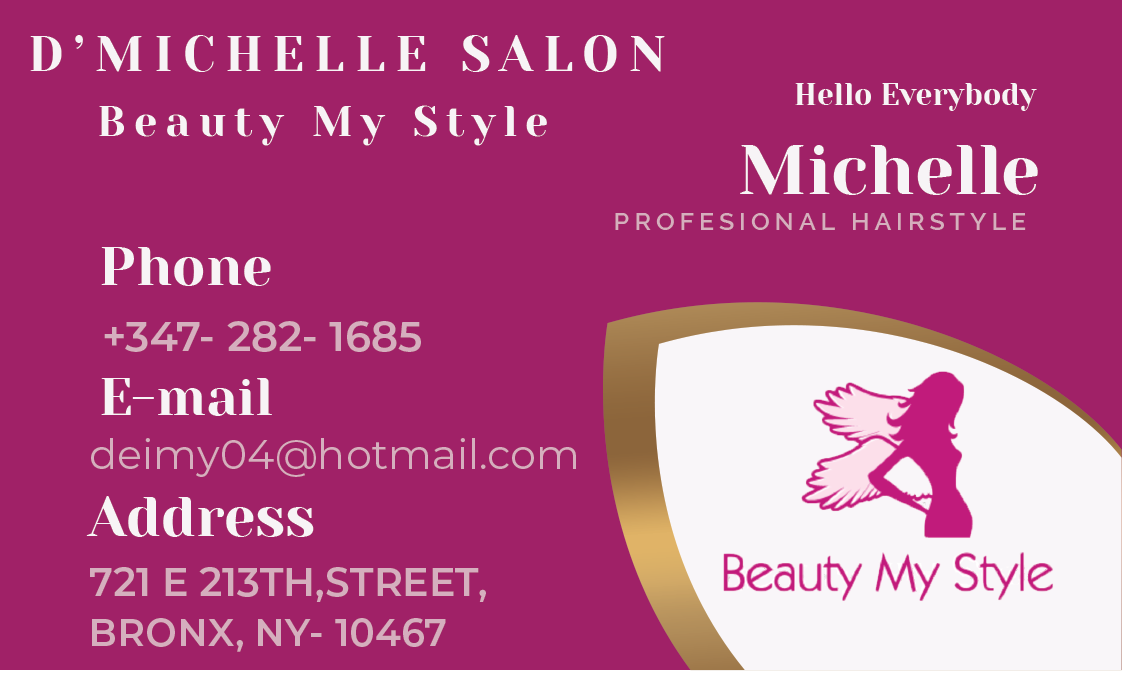 D’MICHELLE SALON
Beauty My Style
Hello Everybody
Michelle
PROFESIONAL HAIRSTYLE
Phone
+347- 282- 1685
E-mail
deimy04@hotmail.com
Address
721 E 213TH,STREET,
BRONX, NY- 10467
Beauty My Style